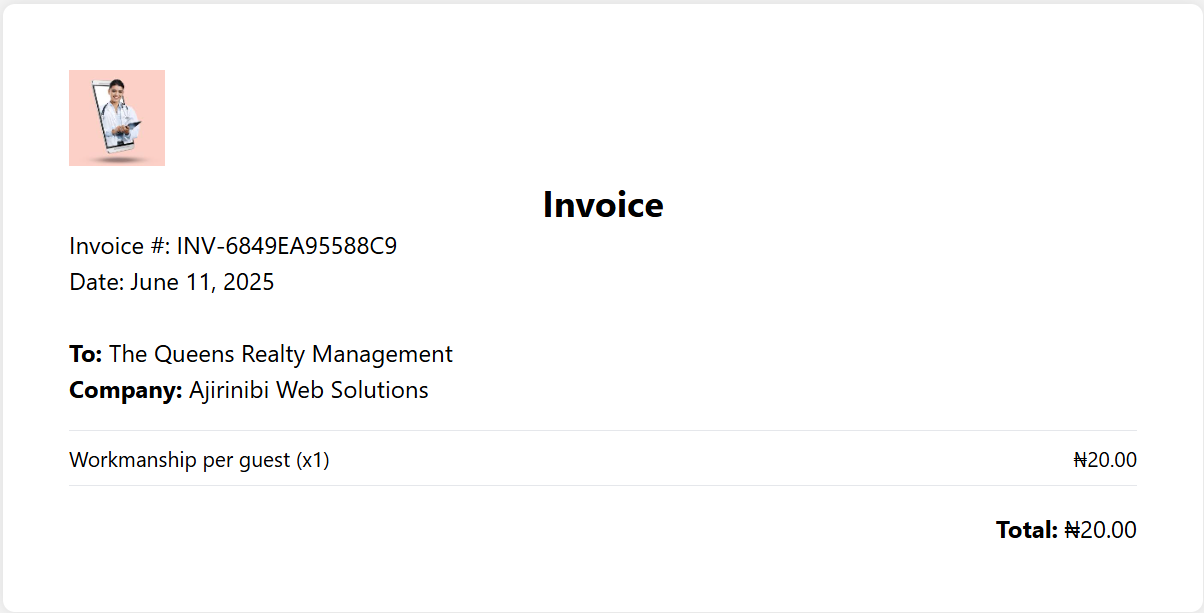 Invoice
Invoice #: INV-6849EA95588C9
Date: June 11, 2025
To: The Queens Realty Management
Company: Ajirinibi Web Solutions
Workmanship per guest (x1) ₦20.00
Total: ₦20.00